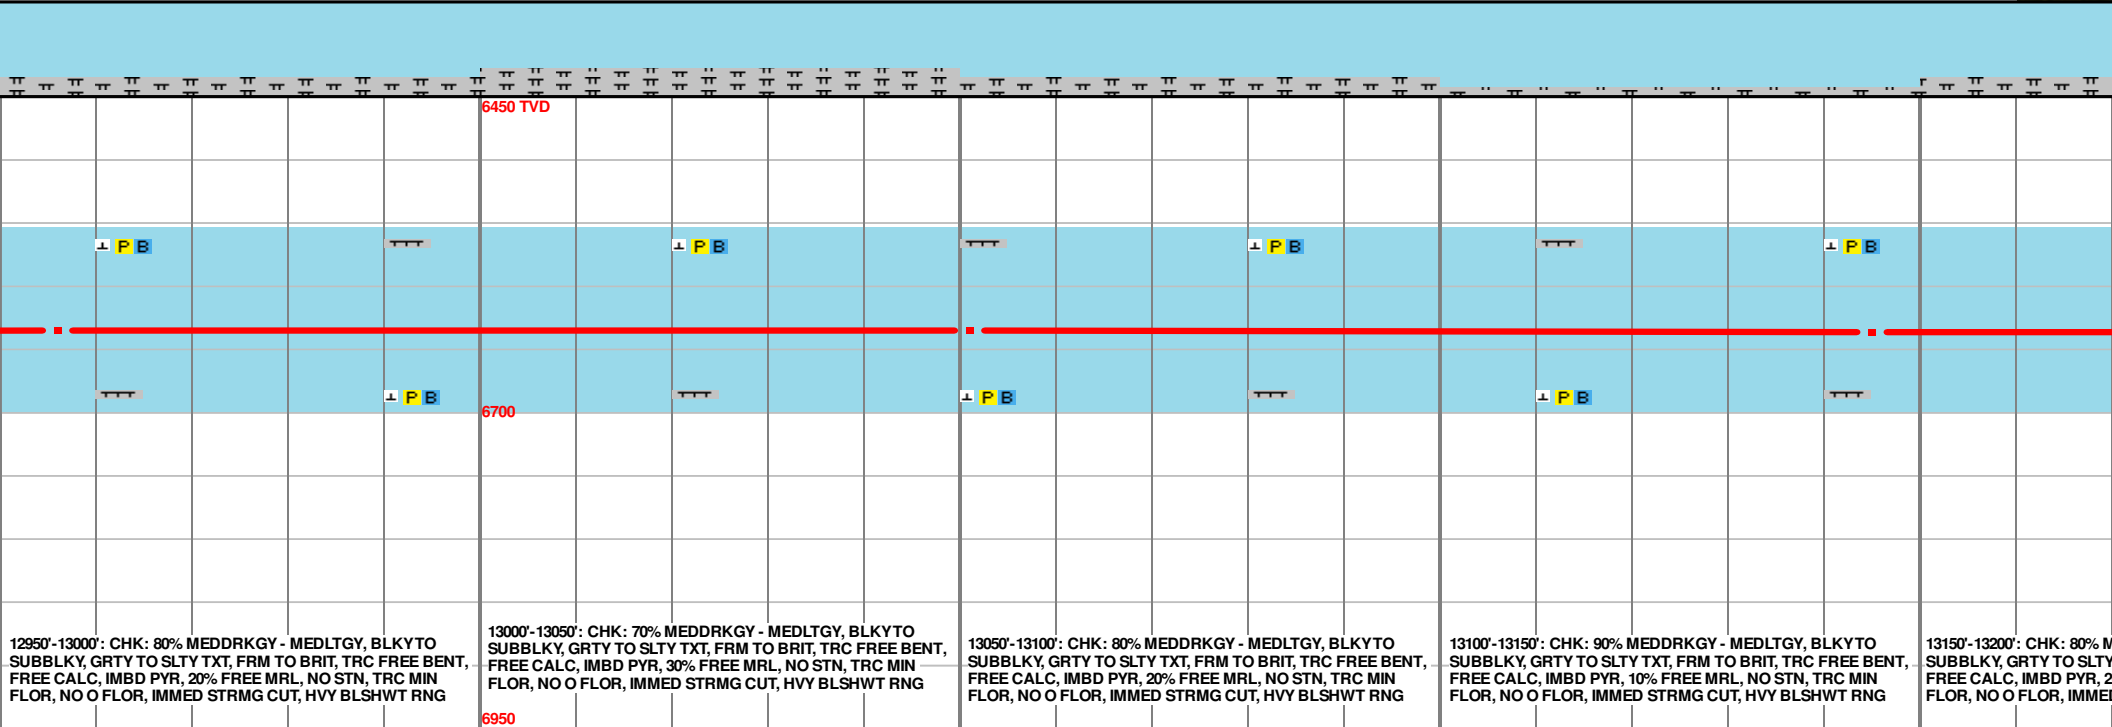 6450 TVD
P B
P B
P B
P B
P B
P B
P B
6700
12950'-13000': CHK: 80% MEDDRKGY - MEDLTGY, BLKYTO
SUBBLKY, GRTY TO SLTY TXT, FRM TO BRIT, TRC FREE BENT,
FREE CALC, IMBD PYR, 20% FREE MRL, NO STN, TRC MIN
FLOR, NO O FLOR, IMMED STRMG CUT, HVY BLSHWT RNG
13000'-13050': CHK: 70% MEDDRKGY - MEDLTGY, BLKYTO
SUBBLKY, GRTY TO SLTY TXT, FRM TO BRIT, TRC FREE BENT,
FREE CALC, IMBD PYR, 30% FREE MRL, NO STN, TRC MIN
FLOR, NO O FLOR, IMMED STRMG CUT, HVY BLSHWT RNG
13050'-13100': CHK: 80% MEDDRKGY - MEDLTGY, BLKYTO
SUBBLKY, GRTY TO SLTY TXT, FRM TO BRIT, TRC FREE BENT,
FREE CALC, IMBD PYR, 20% FREE MRL, NO STN, TRC MIN
FLOR, NO O FLOR, IMMED STRMG CUT, HVY BLSHWT RNG
13100'-13150': CHK: 90% MEDDRKGY - MEDLTGY, BLKYTO
SUBBLKY, GRTY TO SLTY TXT, FRM TO BRIT, TRC FREE BENT,
FREE CALC, IMBD PYR, 10% FREE MRL, NO STN, TRC MIN
FLOR, NO O FLOR, IMMED STRMG CUT, HVY BLSHWT RNG
13150'-13200': CHK: 80% M
SUBBLKY, GRTY TO SLTY
FREE CALC, IMBD PYR, 2
FLOR, NO O FLOR, IMMED
6950